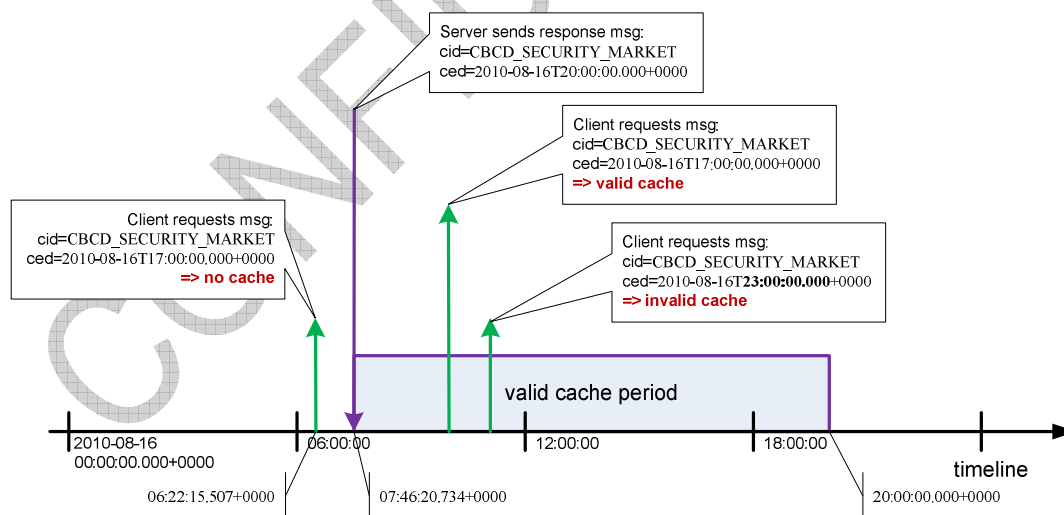 Server sends response msg:
cid=CBCD_SECURITY_MARKET
ced=2010-08-16T20:00:00.000+0000
Client requests msg:
cid=CBCD_SECURITY_MARKET
ced=2010-08-16T17:00:00.000+0000
=> valid cache
Client requests msg:
cid=CBCD_SECURITY_MARKET
ced=2010-08-16T17:00:00.000+0000
=> no cache
Client requests msg:
cid=CBCD_SECURITY_MARKET
ced=2010-08-16T23:00:00.000+0000
=> invalid cache
valid cache period
2010-08-16
00:00:00.000+0000
06:00:00
12:00:00
18:00:00
timeline
06:22:15.507+0000
07:46:20.734+0000
20:00:00.000+0000